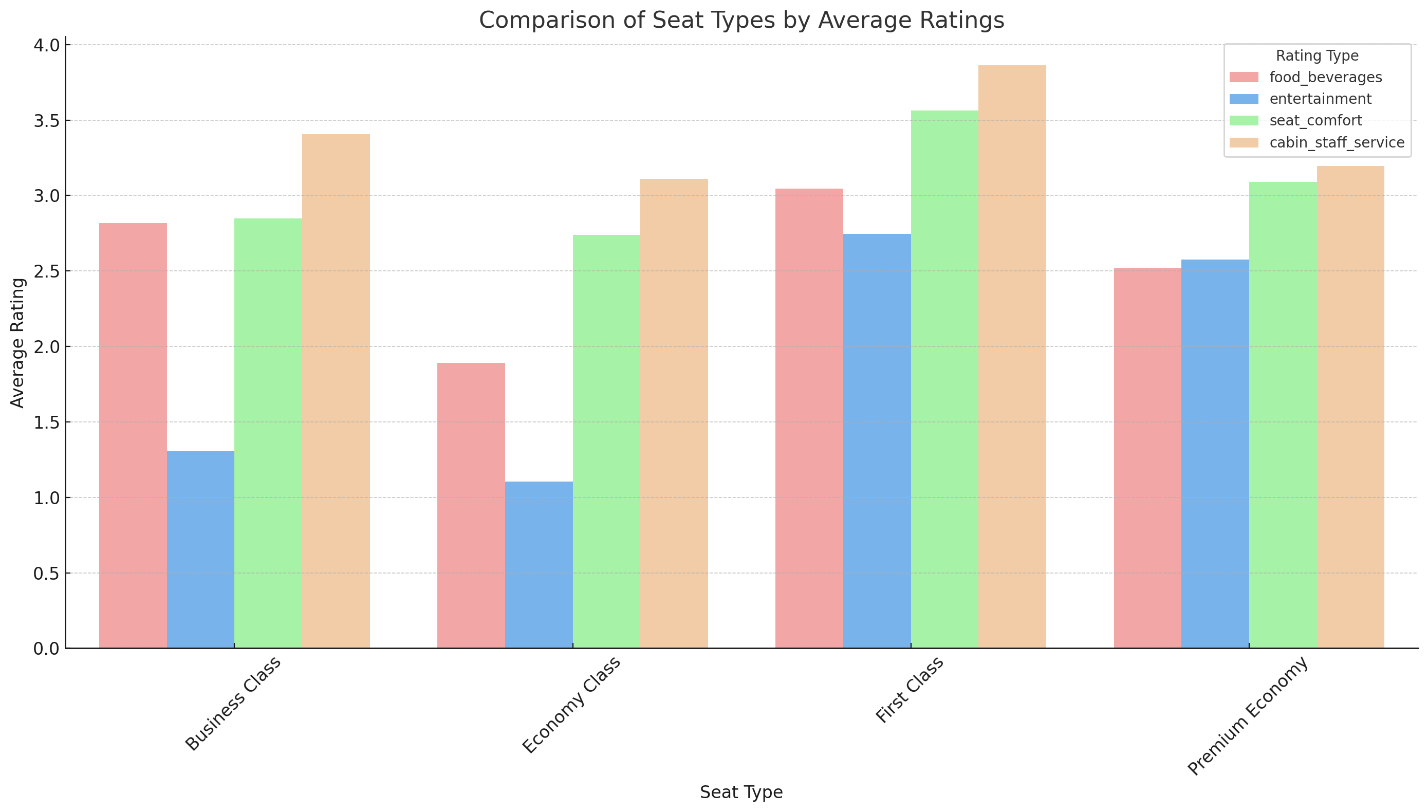 Comparison of Seat Types by Average Ratings
Rating Type
food_beverages
entertainment
seat_comfort
cabin_staff_service
Average Rating
4.0
3.5
3.0
2.5
2.0
1.5
1.0
0.5
0.0
Business Class
Economy Class
First Class
Premium Economy
Seat Type